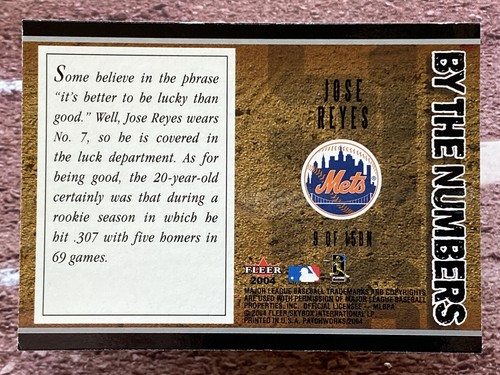 Some believe in the phrase
“it's better to be lucky than
good.” Well, Jose Reyes wears
No. 7, so he is covered in
the luck department. As for
being good, the 20-year-old
certainly was that during a
rookie season in which he
hit .307 with five homers in
69 games.
JOSE
REYES
Mets
9 OF 15BN
FLEER
2004
MAJOR LEAGUE BASEBALL TRADEMARKS AND COPYRIGHTS
ARE USED WITH PERMISSION OF MAJOR LEAGUE BASEBALL
PROPERTIES, INC. OFFICIAL LICENSEE – MLBPA
© 2004 FLEER/SKYBOX INTERNATIONAL LP
PRINTED IN U.S.A. PATCHWORKS/2004
BY THE NUMBERS